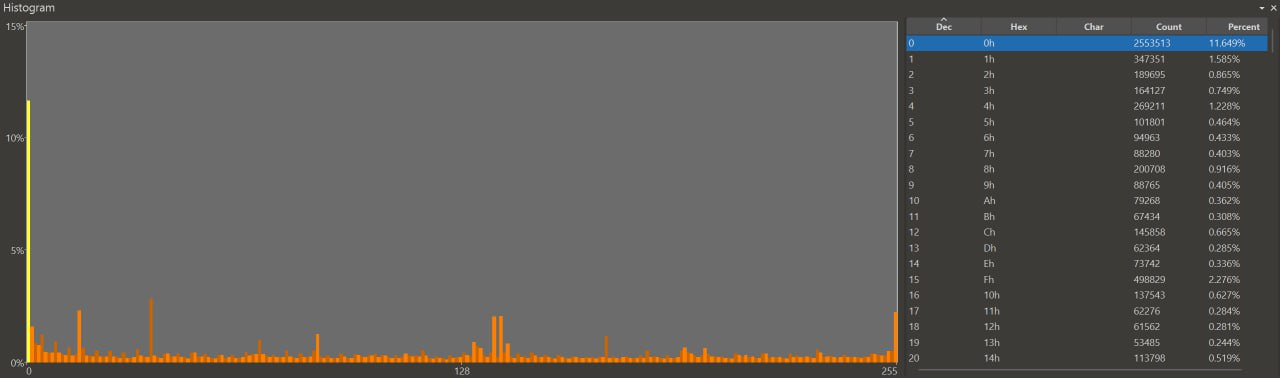 Histogram
15%
10%
5%
0%
0 128 255
Dec Hex Char Count Percent
0 0h 2553513 11.649%
1 1h 347351 1.585%
2 2h 189695 0.865%
3 3h 164127 0.749%
4 4h 269211 1.228%
5 5h 101801 0.464%
6 6h 94963 0.433%
7 7h 88280 0.403%
8 8h 200708 0.916%
9 9h 88765 0.405%
10 Ah 79268 0.362%
11 Bh 67434 0.308%
12 Ch 145858 0.665%
13 Dh 62364 0.285%
14 Eh 73742 0.336%
15 Fh 498829 2.276%
16 10h 137543 0.627%
17 11h 62276 0.284%
18 12h 61562 0.281%
19 13h 53485 0.244%
20 14h 113798 0.519%